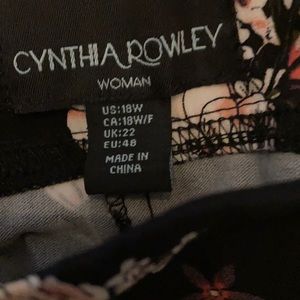 CYNTHIA ROWLEY
WOMAN
US:18W
CA:18W/F
UK:22
EU:48
MADE IN
CHINA